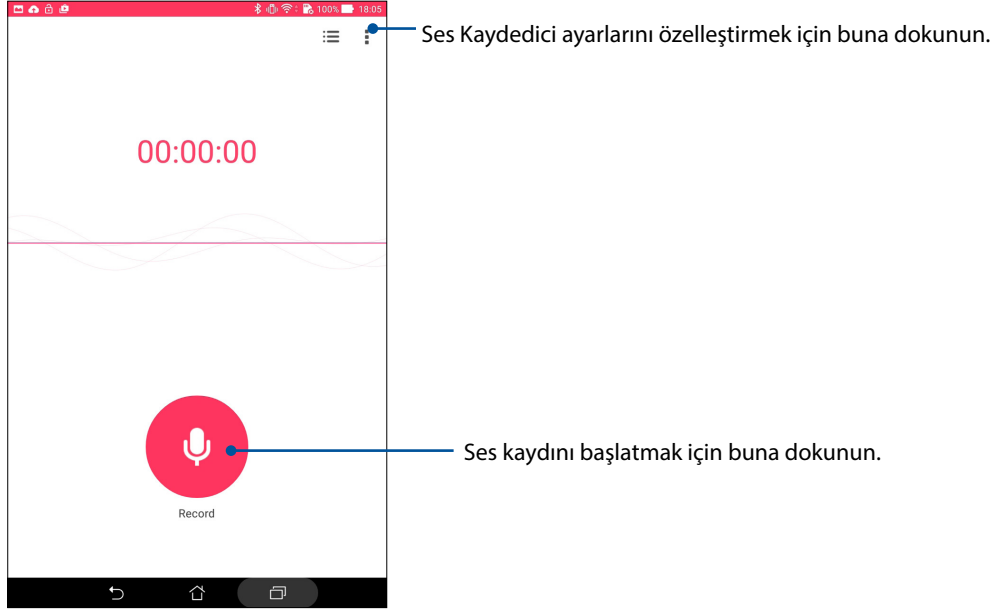 100% 18:05
Ses Kaydedici ayarlarını özelleştirmek için buna dokunun.
00:00:00
Ses kaydını başlatmak için buna dokunun.
Record